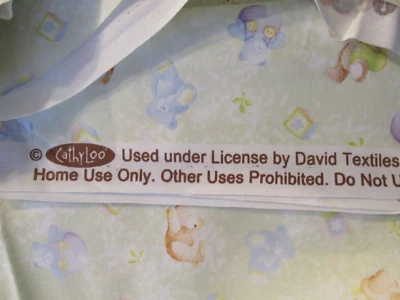 © CathyLoo Used under License by David Textiles
Home Use Only. Other Uses Prohibited. Do Not U